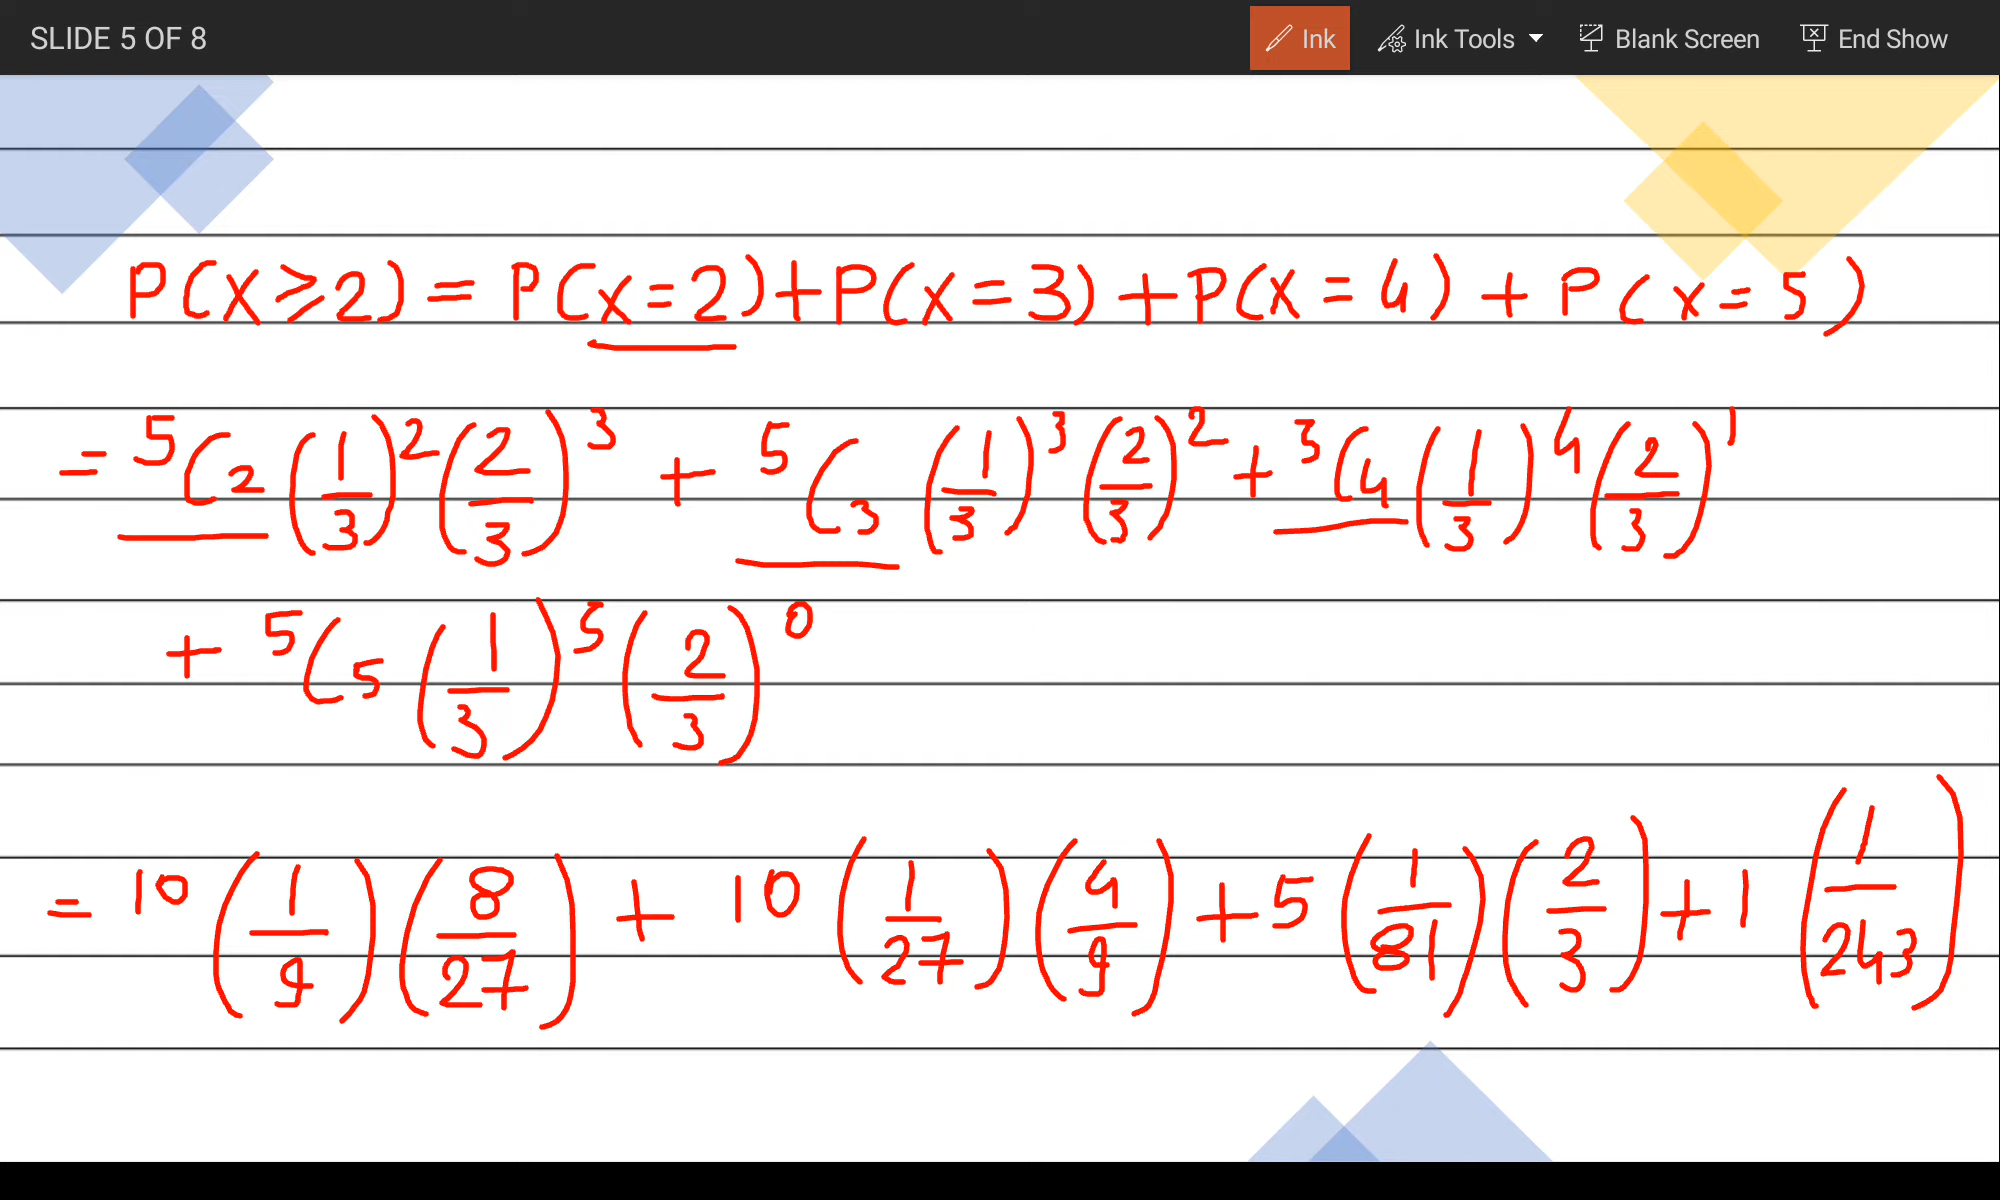 SLIDE 5 OF 8 Ink Ink Tools Blank Screen End Show
P(X≥2) = P(x=2)+P(x=3)+P(X=4)+P(x=5)
= ⁵C₂(1/3)²(2/3)³ + ⁵C₃(1/3)³(2/3)² + ³C₄(1/3)⁴(2/3)¹
+ ⁵C₅(1/3)⁵(2/3)⁰
= 10(1/9)(8/27) + 10(1/27)(4/9) + 5(1/81)(2/3) + 1(1/243)